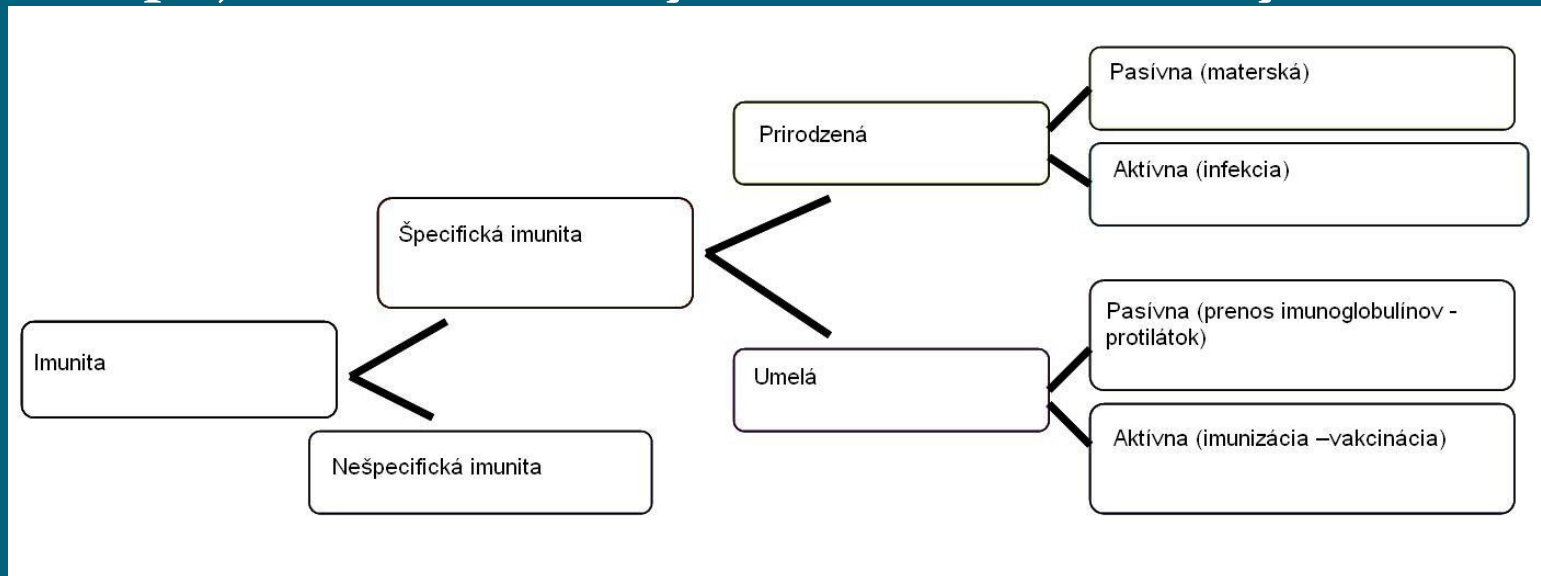 Pasívna (materská)
Prirodzená
Aktívna (infekcia)
Špecifická imunita
Pasívna (prenos imunoglobulínov -
protilátok)
Imunita
Umelá
Aktívna (imunizácia –vakcinácia)
Nešpecifická imunita